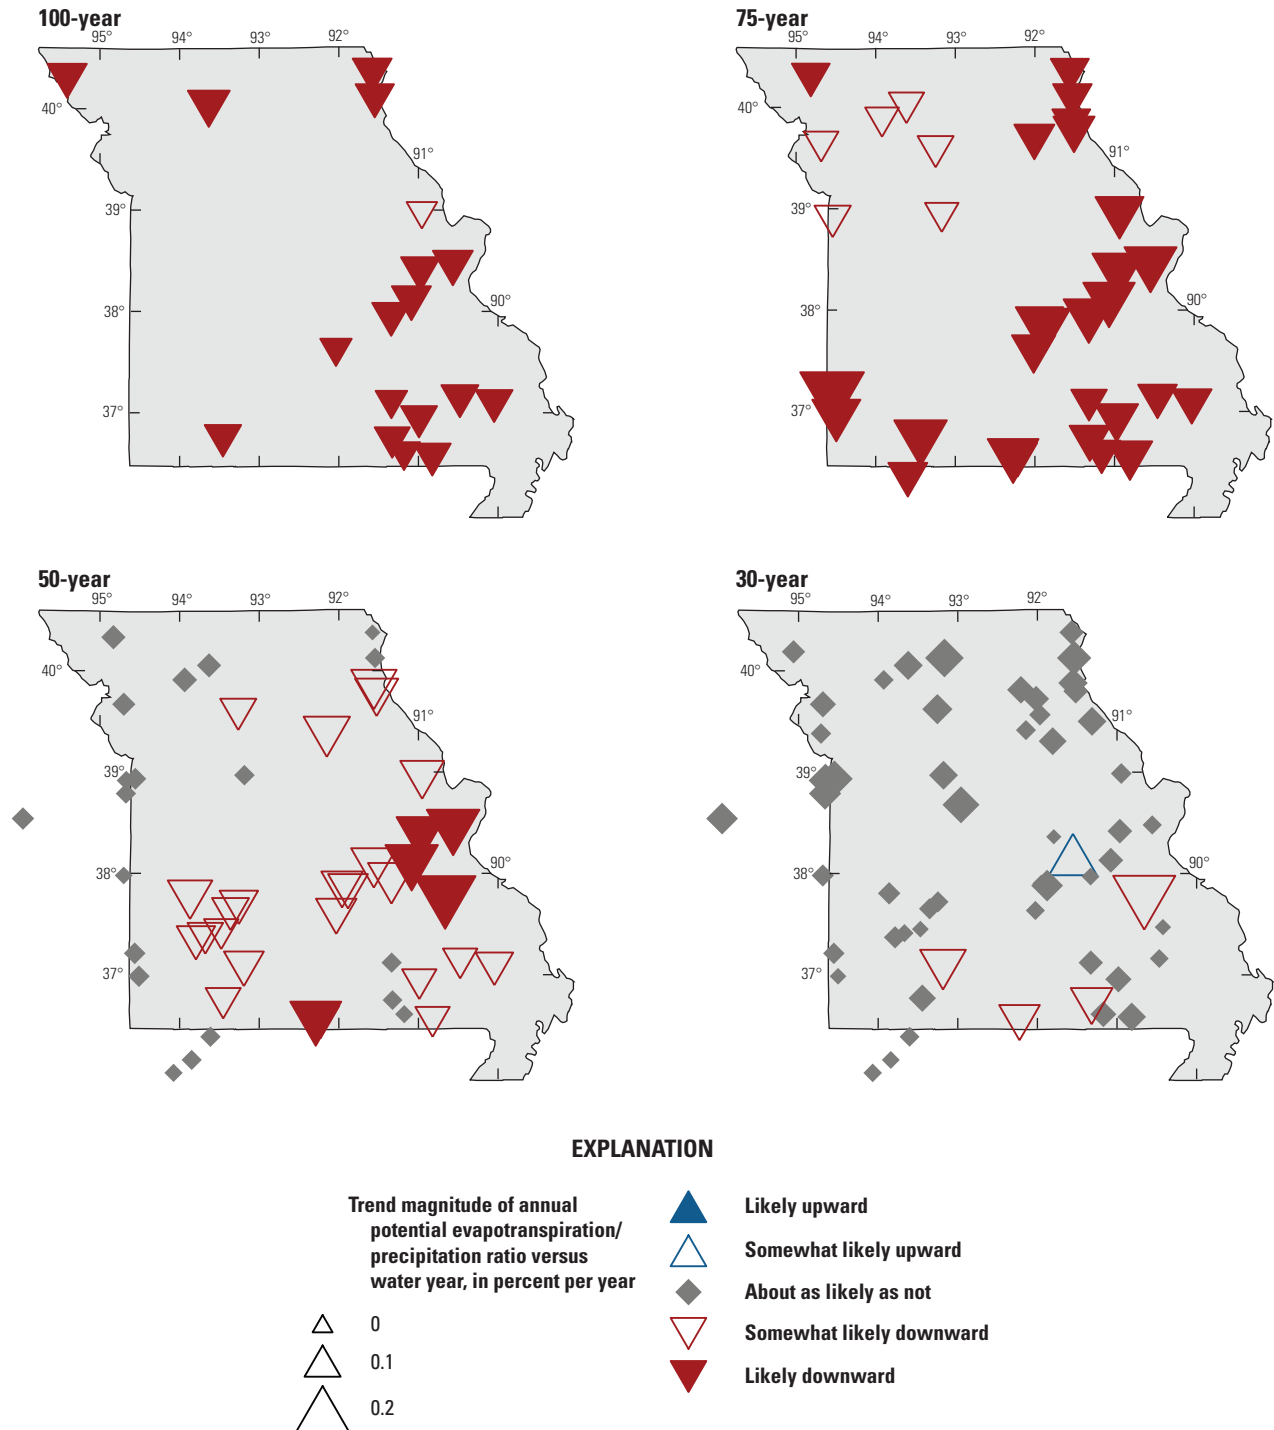 100-year
75-year
95° 94° 93° 92°
95° 94° 93° 92°
40°
40°
91°
91°
39°
39°
90°
90°
38°
38°
37°
37°
50-year
30-year
95° 94° 93° 92°
95° 94° 93° 92°
40°
40°
91°
91°
39°
39°
90°
90°
38°
38°
37°
37°
EXPLANATION
Trend magnitude of annual
potential evapotranspiration/
precipitation ratio versus
water year, in percent per year
0
0.1
0.2
Likely upward
Somewhat likely upward
About as likely as not
Somewhat likely downward
Likely downward